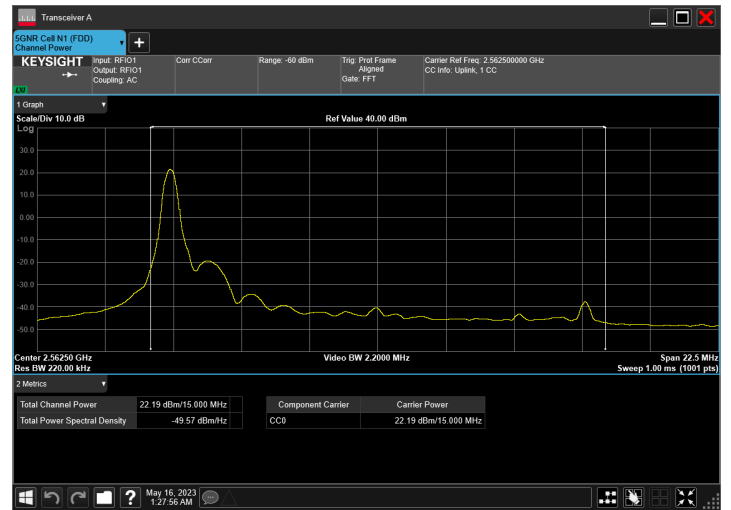 Transceiver A
5GNR Cell N1 (FDD)
Channel Power
KEYSIGHT
LXI
Input: RFIO1
Output: RFIO1
Coupling: AC
Corr CCorr
Range: -60 dBm
Trig: Prot Frame
Aligned
Gate: FFT
Carrier Ref Freq: 2.562500000 GHz
CC Info: Uplink, 1 CC
1 Graph
Scale/Div 10.0 dB
Ref Value 40.00 dBm
Log
30.0
20.0
10.0
0.00
-10.0
-20.0
-30.0
-40.0
-50.0
Center 2.56250 GHz
Video BW 2.2000 MHz
Span 22.5 MHz
Res BW 220.00 kHz
Sweep 1.00 ms (1001 pts)
2 Metrics
Total Channel Power 22.19 dBm/15.000 MHz
Total Power Spectral Density -49.57 dBm/Hz
Component Carrier Carrier Power
CC0 22.19 dBm/15.000 MHz
?
May 16, 2023
1:27:56 AM